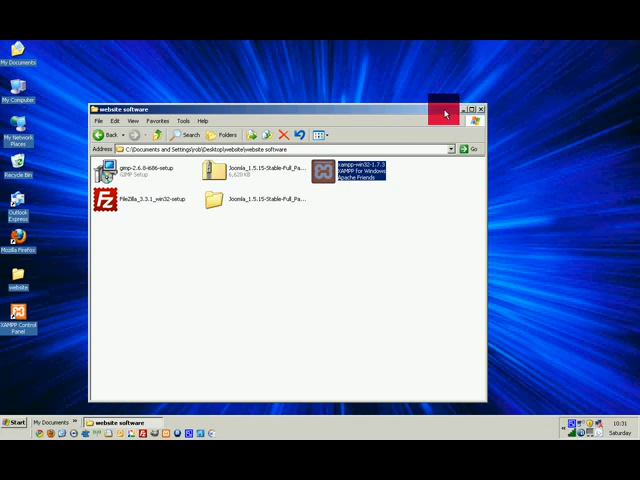 My Documents
My Computer
My Network
Places
Recycle Bin
Outlook
Express
Mozilla Firefox
website
XAMPP Control
Panel
website software
File Edit View Favorites Tools Help
Back Search Folders
Address C:\Documents and Settings\rob\Desktop\website\website software Go
gimp-2.6.8-i686-setup
GIMP Setup
Joomla_1.5.15-Stable-Full_Pa...
6,620 KB
xampp-win32-1.7.3
XAMPP for Windows
Apache Friends
FileZilla_3.3.1_win32-setup
Joomla_1.5.15-Stable-Full_Pa...
Start My Documents » website software
10:31
Saturday